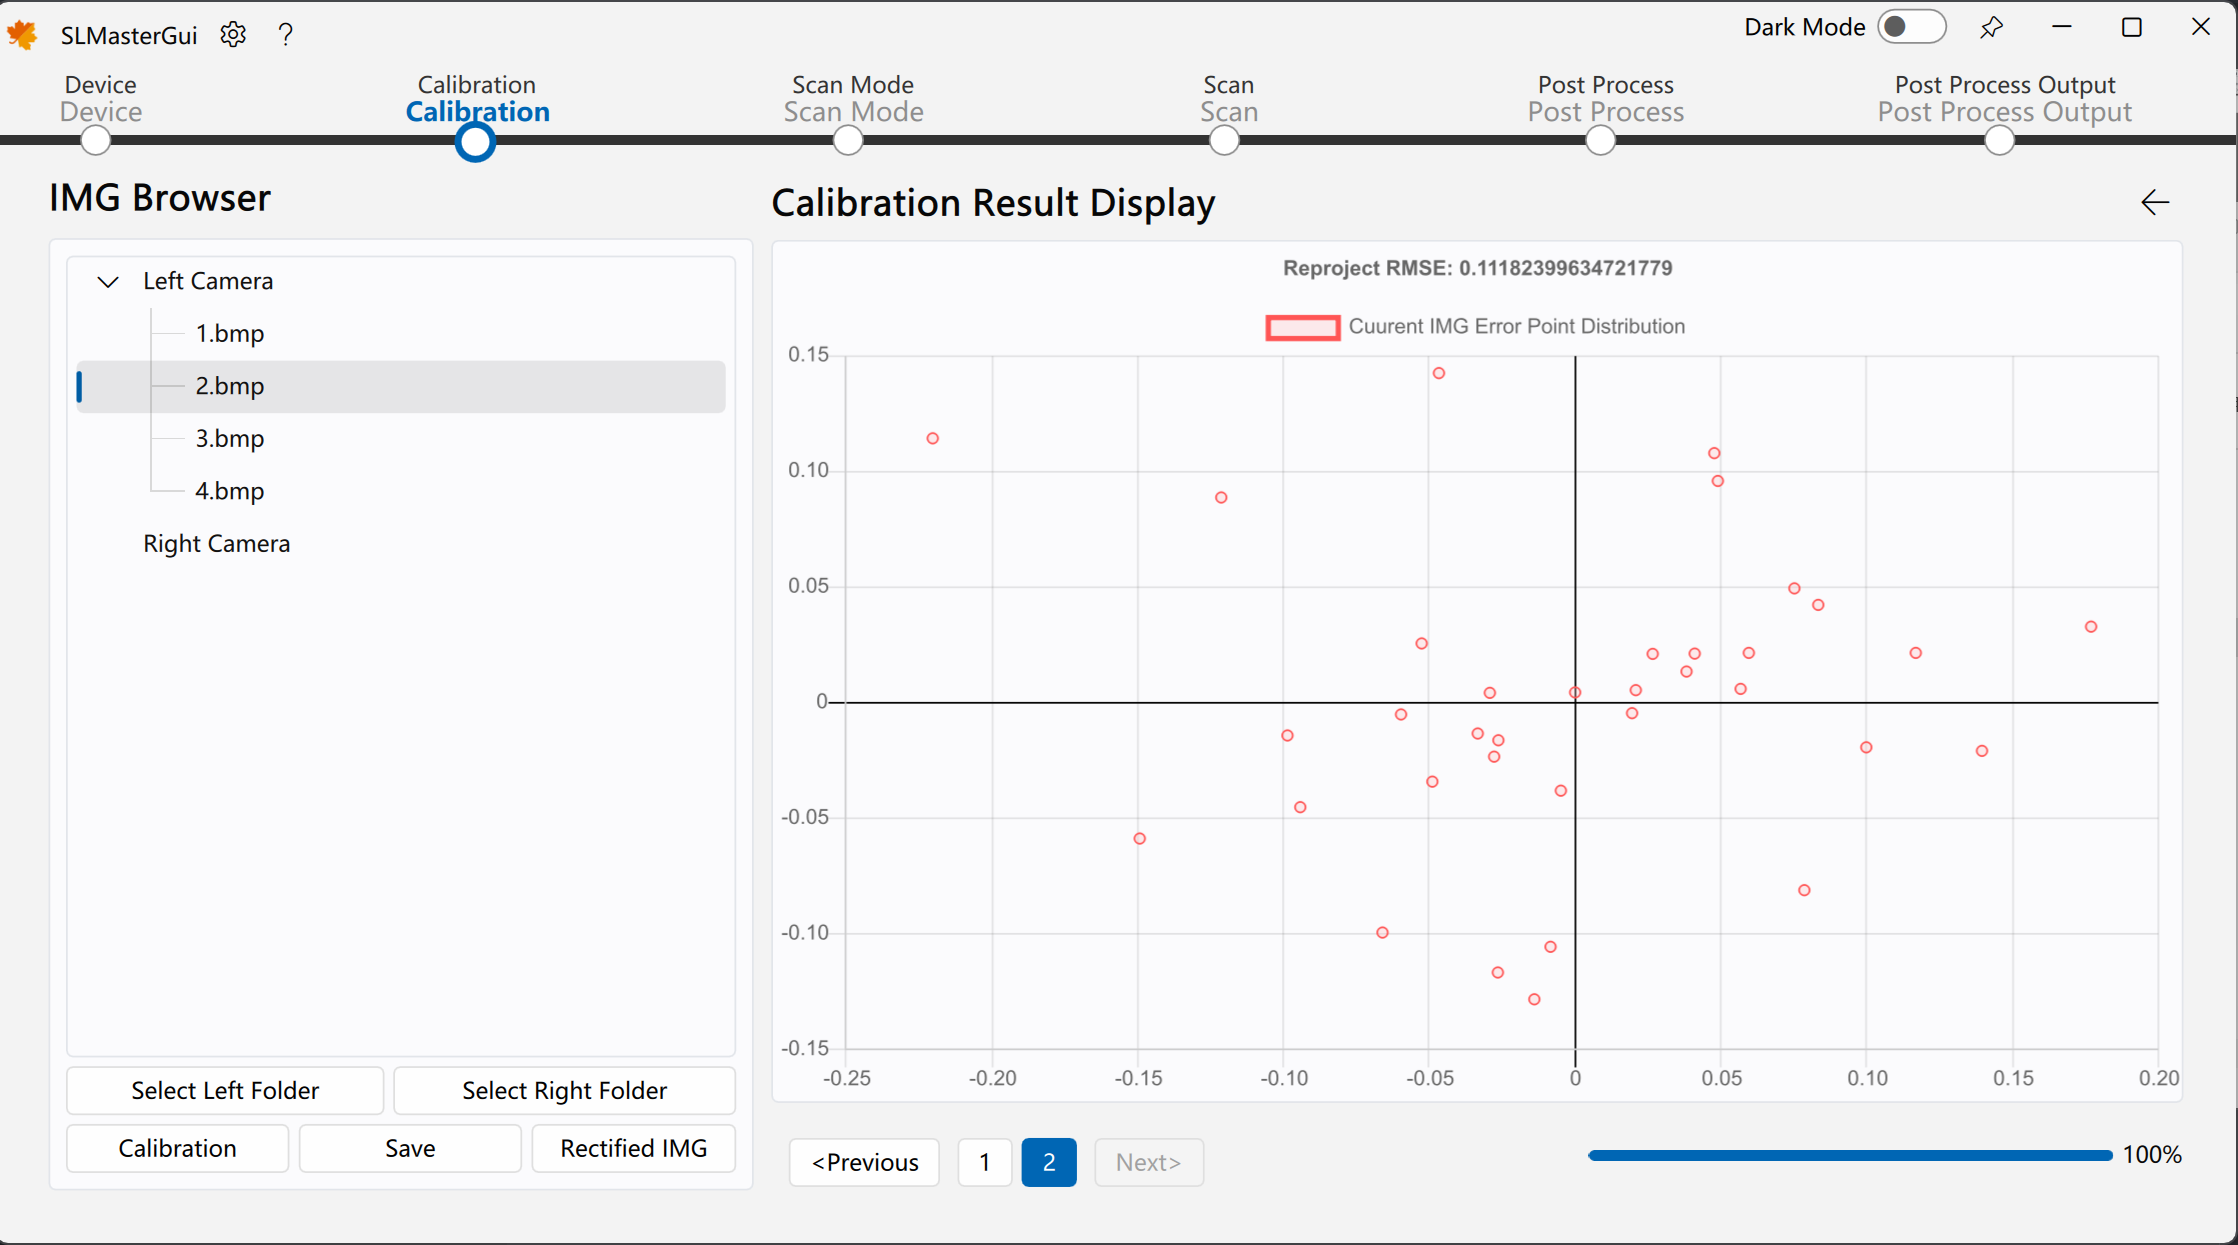 SLMasterGui
Dark Mode
Device
Device
Calibration
Calibration
Scan Mode
Scan Mode
Scan
Scan
Post Process
Post Process
Post Process Output
Post Process Output
IMG Browser
Left Camera
1.bmp
2.bmp
3.bmp
4.bmp
Right Camera
Select Left Folder
Select Right Folder
Calibration
Save
Rectified IMG
Calibration Result Display
Reproject RMSE: 0.11182399634721779
Cuurent IMG Error Point Distribution
0.15
0.10
0.05
0
-0.05
-0.10
-0.15
-0.25
-0.20
-0.15
-0.10
-0.05
0
0.05
0.10
0.15
0.20
<Previous
1
2
Next>
100%